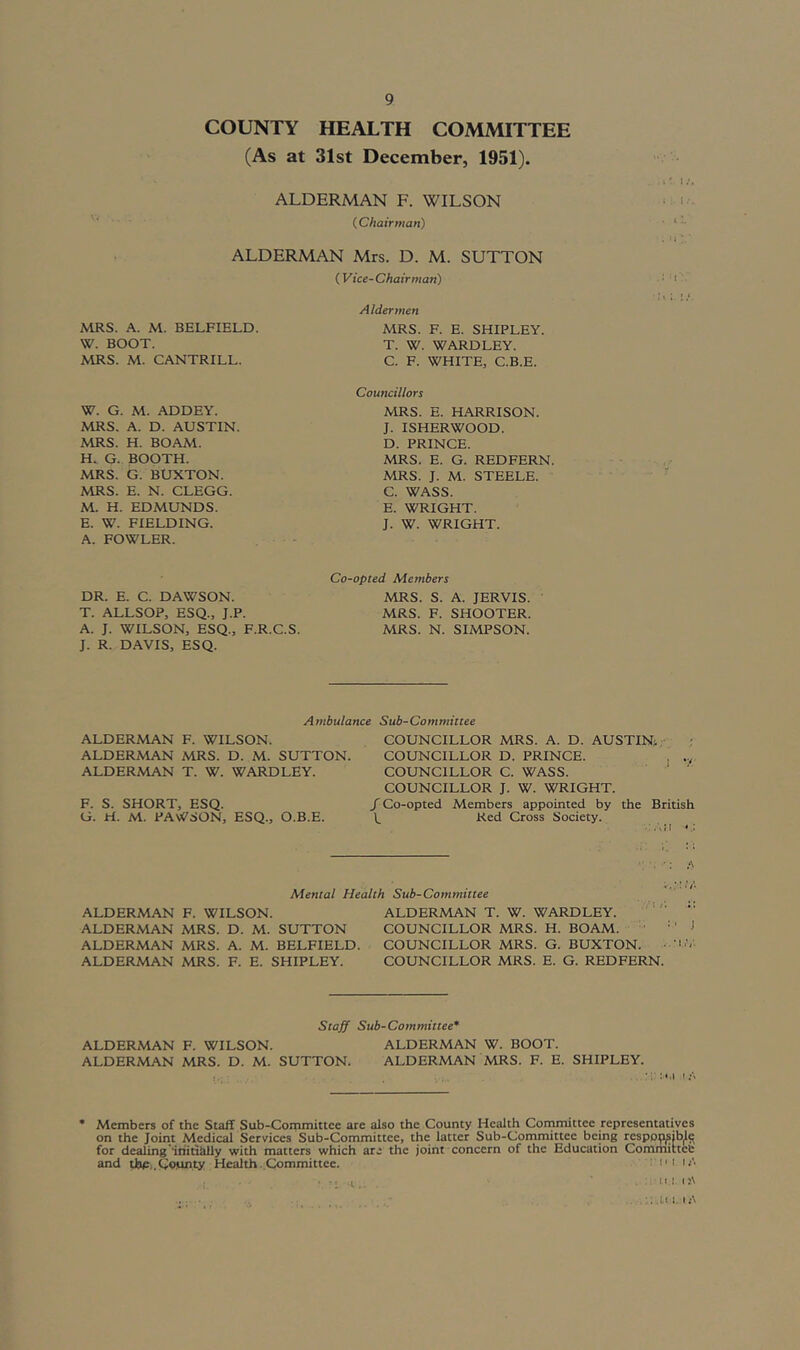 9
COUNTY HEALTH COMMITTEE
(As at 31st December, 1951).
ALDERMAN F. WILSON
(Chairman)
ALDERMAN Mrs. D. M. SUTTON
(Vice-Chairman)
Aldermen
MRS. A. M. BELFIELD. MRS. F. E. SHIPLEY.
W. BOOT. T. W. WARDLEY.
MRS. M. CANTRILL. C. F. WHITE, C.B.E.
Councillors
W. G. M. ADDEY. MRS. E. HARRISON.
MRS. A. D. AUSTIN. J. ISHERWOOD.
MRS. H. BOAM. D. PRINCE.
H. G. BOOTH. MRS. E. G. REDFERN.
MRS. G. BUXTON. MRS. J. M. STEELE.
MRS. E. N. CLEGG. C. WASS.
M. H. EDMUNDS. E. WRIGHT.
E. W. FIELDING. J. W. WRIGHT.
A. FOWLER.
Co-opted Members
DR. E. C. DAWSON. MRS. S. A. JERVIS.
T. ALLSOP, ESQ., J.P. MRS. F. SHOOTER.
A. J. WILSON, ESQ., F.R.C.S. MRS. N. SIMPSON.
J. R. DAVIS, ESQ.
Ambulance Sub-Committee
ALDERMAN F. WILSON. COUNCILLOR MRS. A. D. AUSTIN.
ALDERMAN MRS. D. M. SUTTON. COUNCILLOR D. PRINCE.
ALDERMAN T. W. WARDLEY. COUNCILLOR C. WASS.
COUNCILLOR J. W. WRIGHT.
F. S. SHORT, ESQ. { Co-opted Members appointed by the British
G. H. M. PAWSON, ESQ., O.B.E. { Red Cross Society.
Mental Health Sub-Committee
ALDERMAN F. WILSON. ALDERMAN T. W. WARDLEY.
ALDERMAN MRS. D. M. SUTTON COUNCILLOR MRS. H. BOAM.
ALDERMAN MRS. A. M. BELFIELD. COUNCILLOR MRS. G. BUXTON.
ALDERMAN MRS. F. E. SHIPLEY. COUNCILLOR MRS. E. G. REDFERN.
Staff Sub-Committee*
ALDERMAN F. WILSON. ALDERMAN W. BOOT.
ALDERMAN MRS. D. M. SUTTON. ALDERMAN MRS. F. E. SHIPLEY.
* Members of the Staff Sub-Committee are also the County Health Committee representatives
on the Joint Medical Services Sub-Committee, the latter Sub-Committee being responsible
for dealing initially with matters which are the joint concern of the Education Committee
and the County Health Committee.